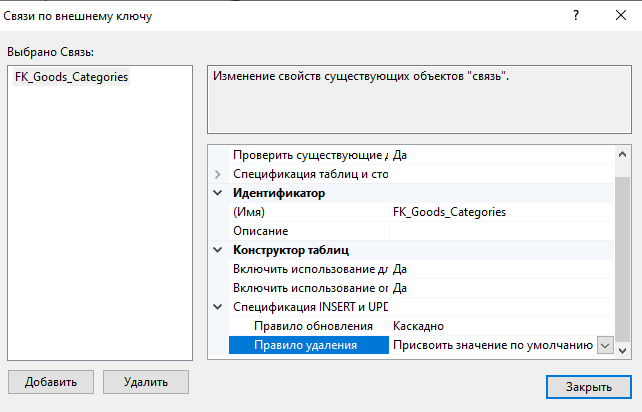 Связи по внешнему ключу
?
Выбрано Связь:
FK_Goods_Categories
Изменение свойств существующих объектов "связь".
Проверить существующие д Да
Спецификация таблиц и сто
Идентификатор
(Имя) FK_Goods_Categories
Описание
Конструктор таблиц
Включить использование дл Да
Включить использование ог Да
Спецификация INSERT и UPD
Правило обновления Каскадно
Правило удаления Присвоить значение по умолчанию
Добавить Удалить
Закрыть